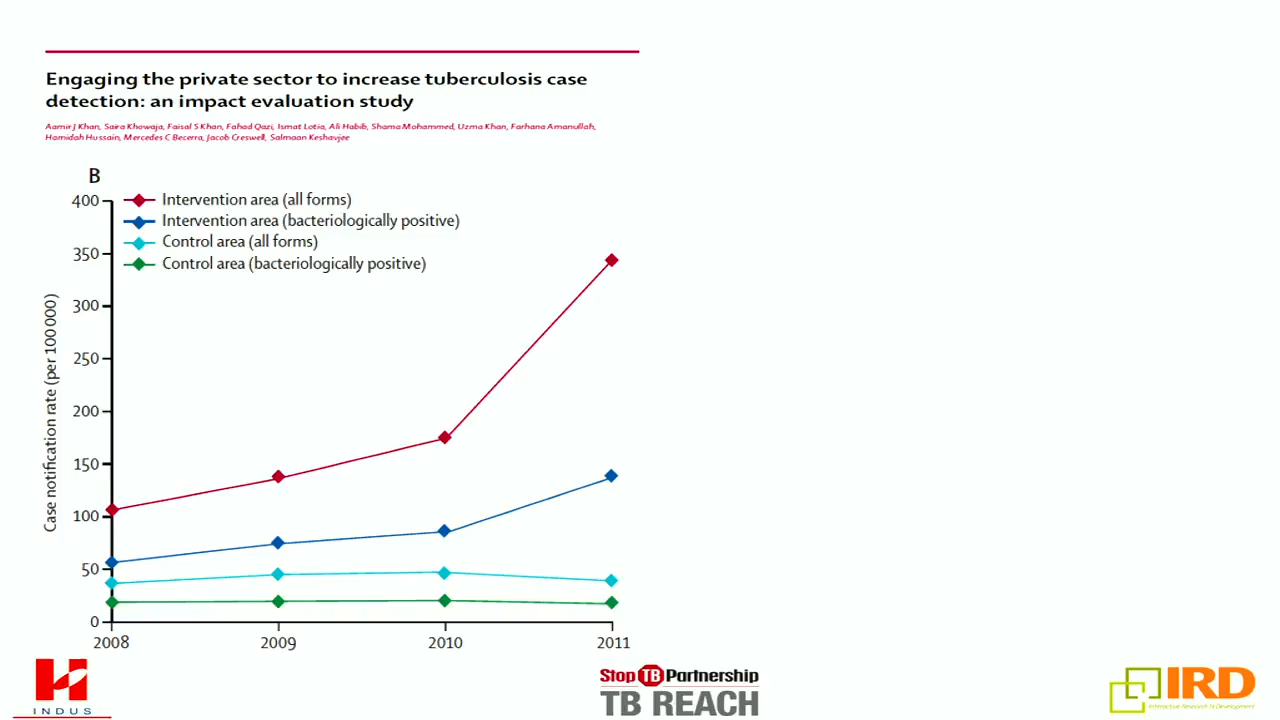 Engaging the private sector to increase tuberculosis case
detection: an impact evaluation study
Aamir J Khan, Saira Khowaja, Faisal S Khan, Fahad Qazi, Ismat Lotia, Ali Habib, Shama Mohammed, Uzma Khan, Farhana Amanullah,
Hamidah Hussain, Mercedes C Becerra, Jacob Creswell, Salmaan Keshavjee
B
Intervention area (all forms)
Intervention area (bacteriologically positive)
Control area (all forms)
Control area (bacteriologically positive)
Case notification rate (per 100 000)
400
350
300
250
200
150
100
50
0
2008 2009 2010 2011
INDUS
Stop TB Partnership
TB REACH
IRD
Interactive Research & Development